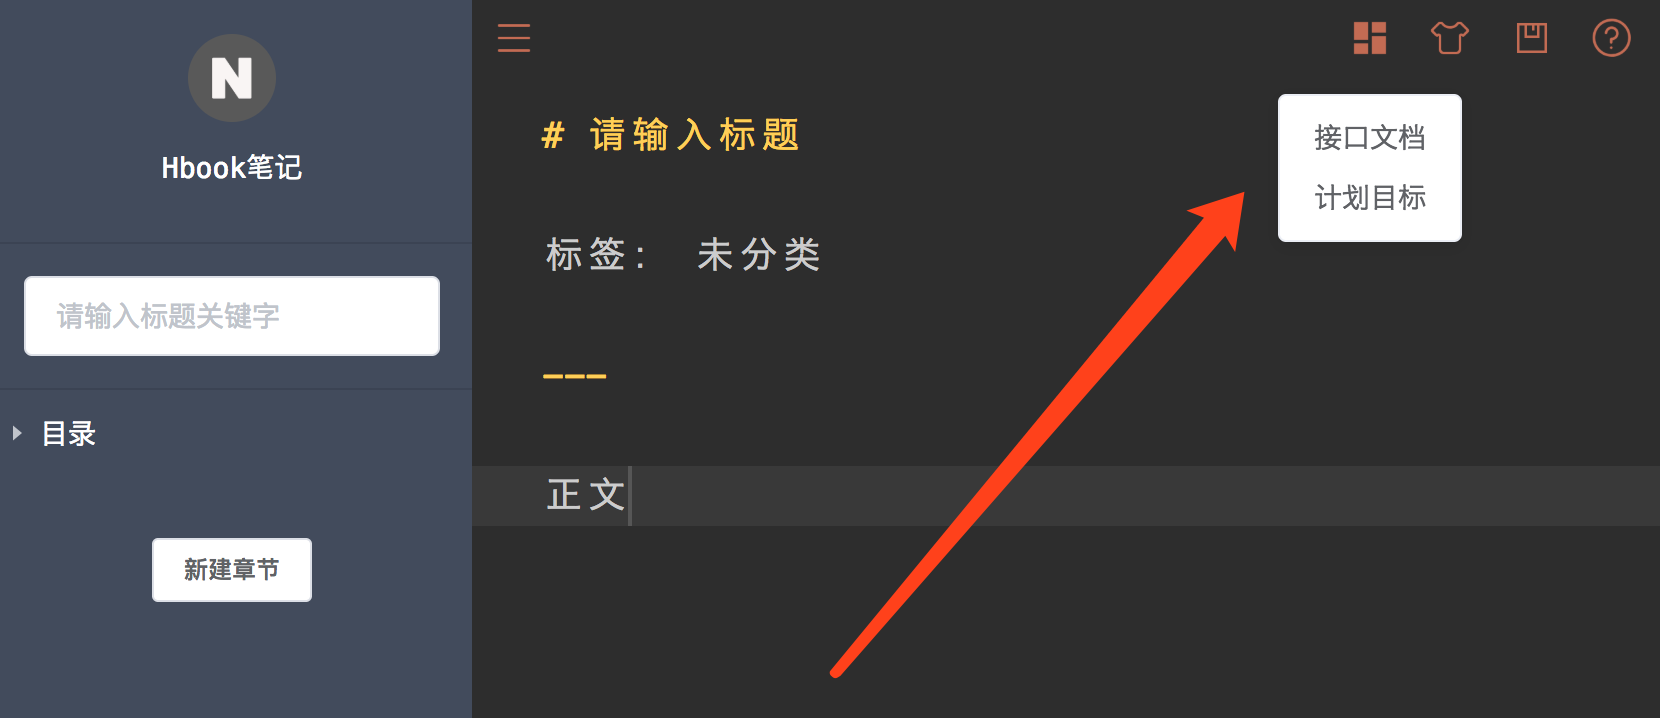 N
Hbook笔记
请输入标题关键字
目录
新建章节
# 请输入标题
标签: 未分类
---
正文
接口文档
计划目标